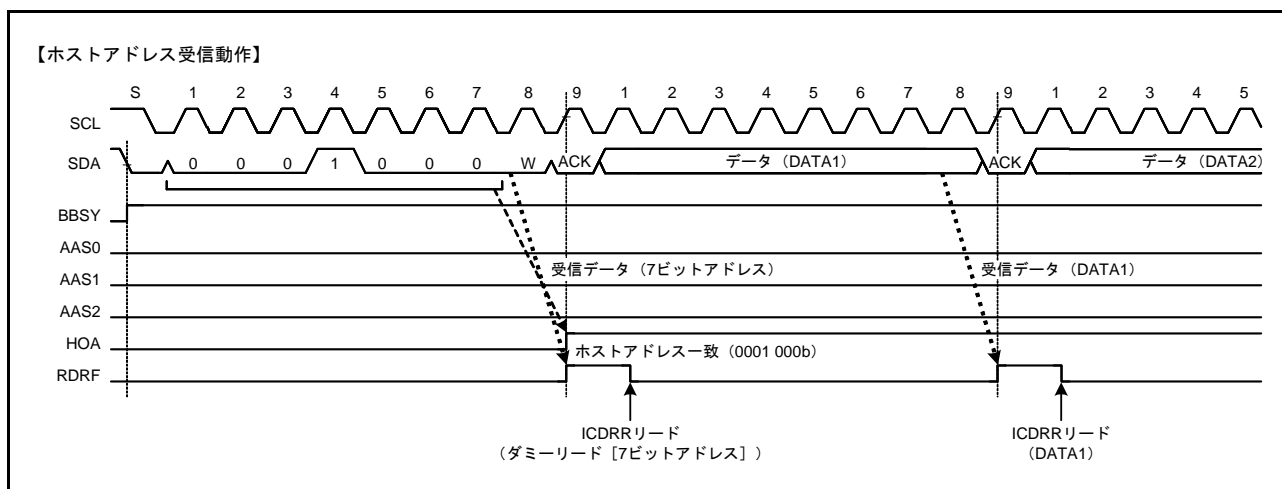 【ホストアドレス受信動作】
S 1 2 3 4 5 6 7 8 9 1 2 3 4 5 6 7 8 9 1 2 3 4 5
SCL
SDA 0 0 0 1 0 0 0 W ACK データ（DATA1） ACK データ（DATA2）
BBSY
AAS0
AAS1 受信データ（7ビットアドレス） 受信データ（DATA1）
AAS2
HOA ホストアドレス一致（0001 000b）
RDRF
ICDRRリード
（ダミーリード［7ビットアドレス］）
ICDRRリード
（DATA1）